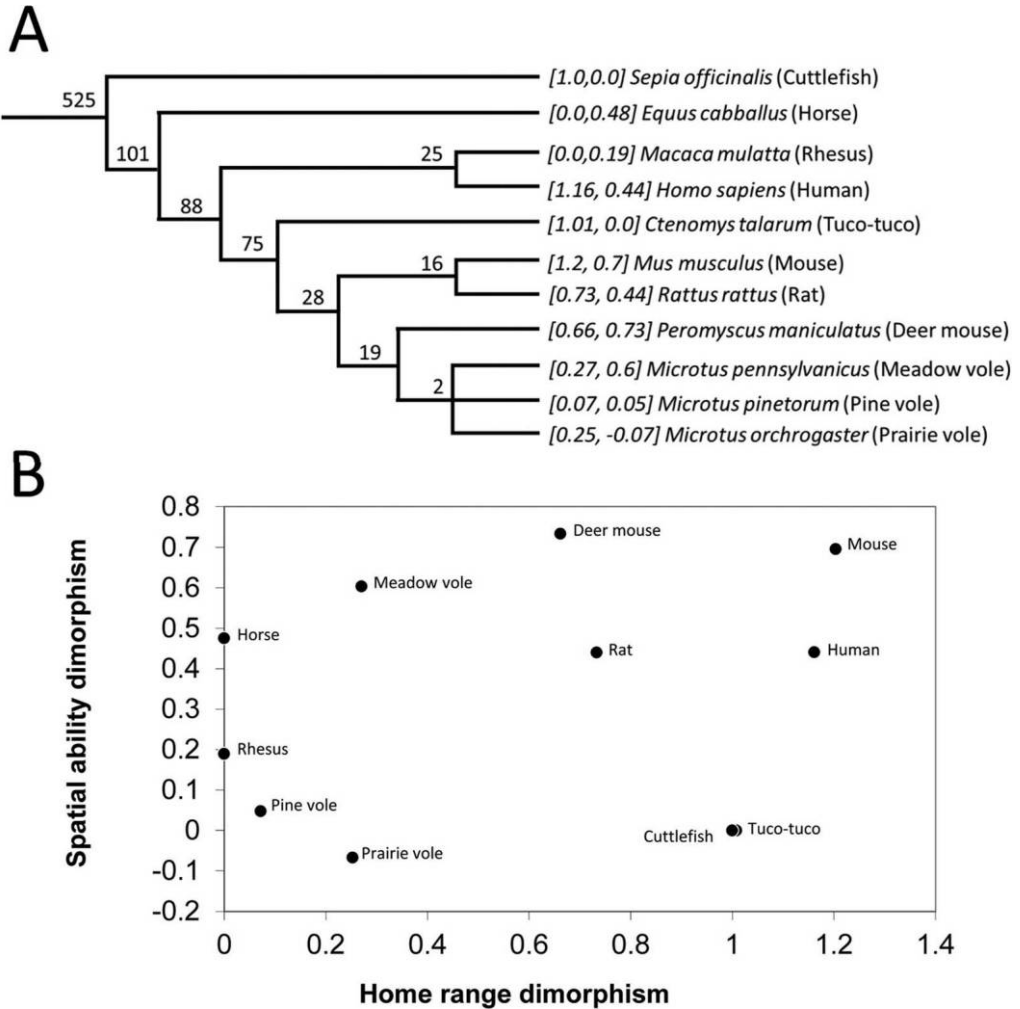 A
525
[1.0,0.0] Sepia officinalis (Cuttlefish)
[0.0,0.48] Equus cabballus (Horse)
101
25
[0.0,0.19] Macaca mulatta (Rhesus)
[1.16, 0.44] Homo sapiens (Human)
88
[1.01, 0.0] Ctenomys talarum (Tuco-tuco)
75
16
[1.2, 0.7] Mus musculus (Mouse)
[0.73, 0.44] Rattus rattus (Rat)
28
[0.66, 0.73] Peromyscus maniculatus (Deer mouse)
19
[0.27, 0.6] Microtus pennsylvanicus (Meadow vole)
2
[0.07, 0.05] Microtus pinetorum (Pine vole)
[0.25, -0.07] Microtus orchrogaster (Prairie vole)
B
Spatial ability dimorphism
0.8
0.7
0.6
0.5
0.4
0.3
0.2
0.1
0
-0.1
-0.2
Deer mouse
Mouse
Meadow vole
Horse
Rat
Human
Rhesus
Pine vole
Cuttlefish
Tuco-tuco
Prairie vole
0 0.2 0.4 0.6 0.8 1 1.2 1.4
Home range dimorphism